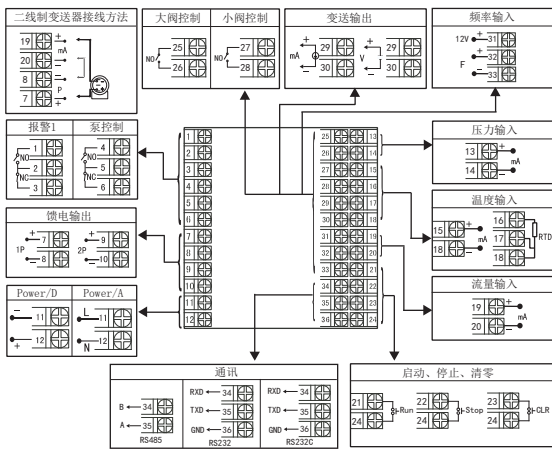 二线制变送器接线方法
19 +
mA
20 −
8 +
P
7 +
大阀控制 小阀控制
25 27
NO NO
26 28
变送输出
29 + 29
mA V
30 − 30
频率输入
12V + 31
+ 32
F
− 33
报警1 泵控制
1 4
NO NO
2 5
NC NC
3 6
馈电输出
+ 7 + 9
1P 2P
− 8 − 10
Power/D Power/A
− 11 L 11
+ 12 N 12
1 25 13
2 26 14
3 27 15
4 28 16
5 29 17
6 30 18
7 31 19
8 32 20
9 33 21
10 34 22
11 35 23
12 36 24
压力输入
13 +
mA
14 −
温度输入
15 + 16
mA 17 RTD
18 − 18
流量输入
19 +
mA
20 −
通讯
B 34 RXD 34 RXD 34
TXD 35 TXD 35
A 35 GND 36 GND 36
RS485 RS232 RS232C
启动、停止、清零
21 22 23
Run Stop CLR
24 24 24